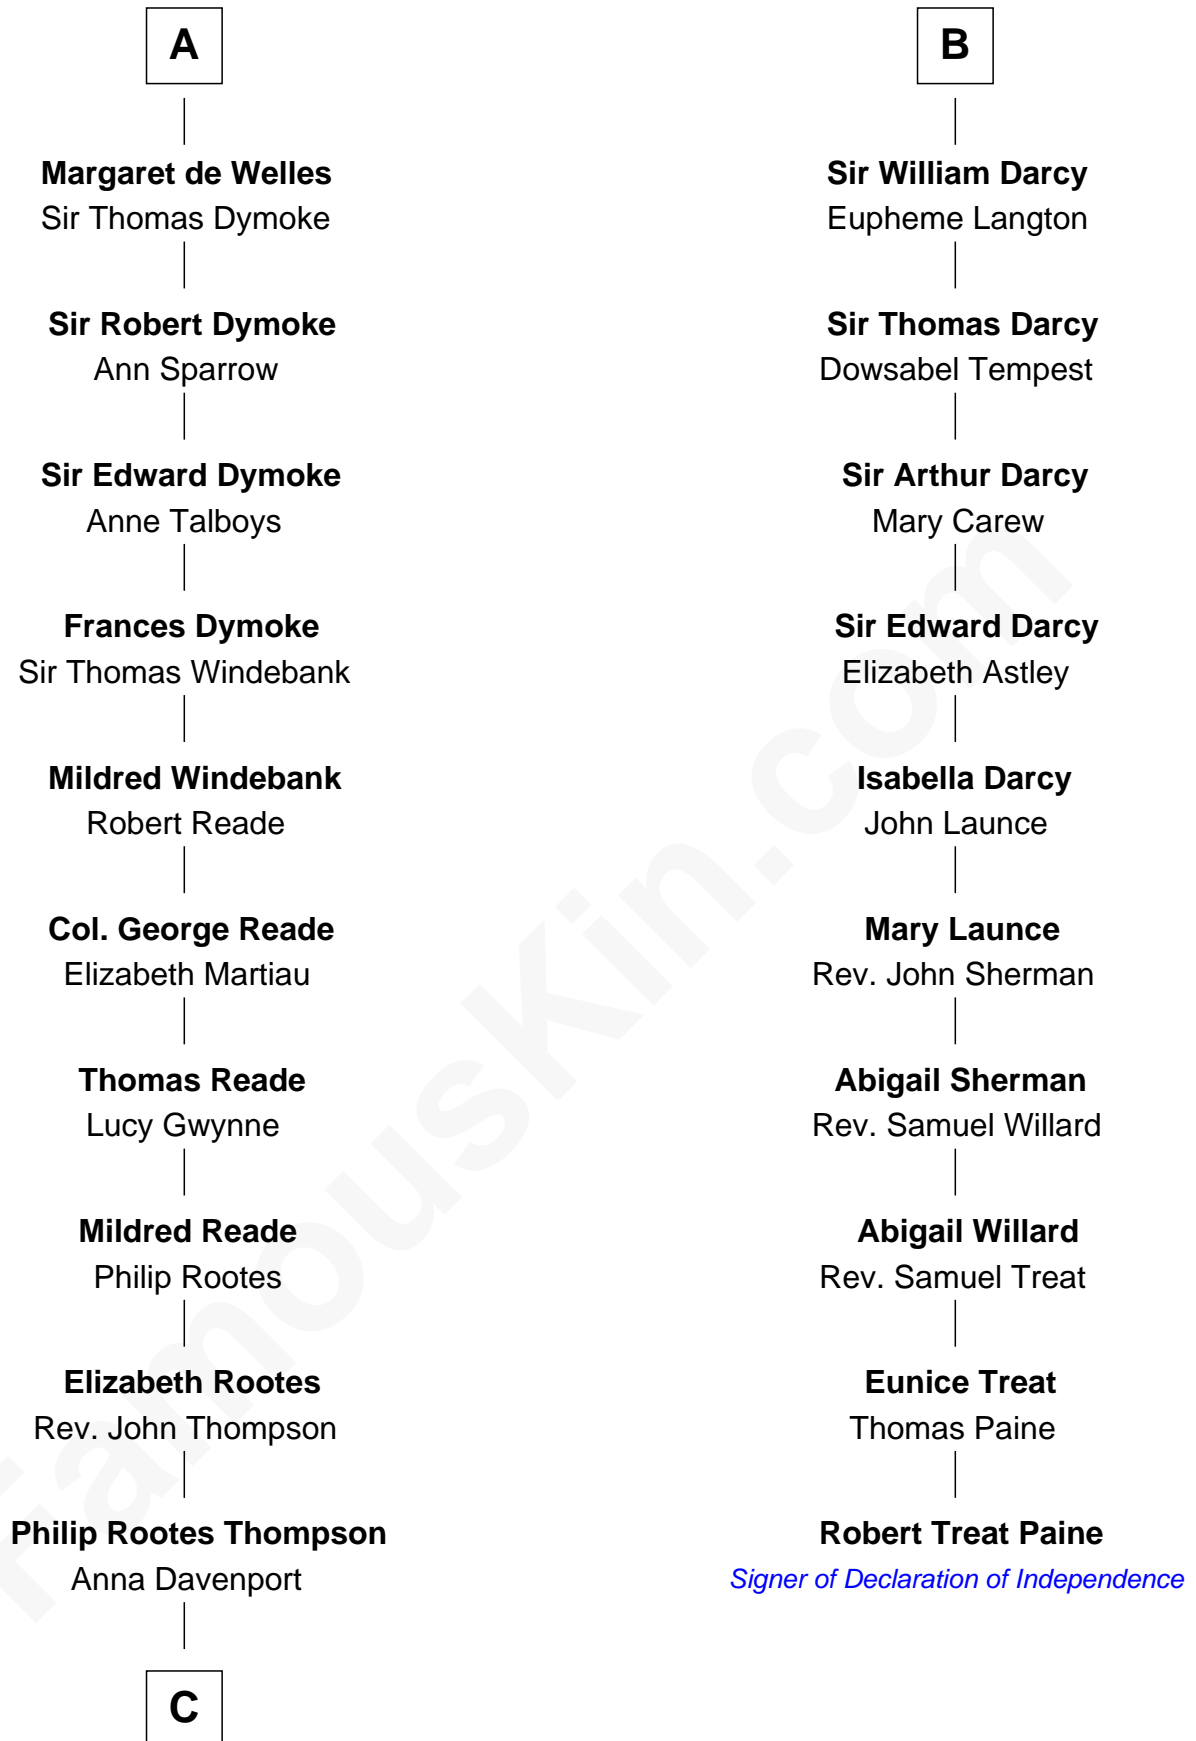 A
Margaret de Welles
Sir Thomas Dymoke
Sir Robert Dymoke
Ann Sparrow
Sir Edward Dymoke
Anne Talboys
Frances Dymoke
Sir Thomas Windebank
Mildred Windebank
Robert Reade
Col. George Reade
Elizabeth Martiau
Thomas Reade
Lucy Gwynne
Mildred Reade
Philip Rootes
Elizabeth Rootes
Rev. John Thompson
Philip Rootes Thompson
Anna Davenport
C
B
Sir William Darcy
Eupheme Langton
Sir Thomas Darcy
Dowsabel Tempest
Sir Arthur Darcy
Mary Carew
Sir Edward Darcy
Elizabeth Astley
Isabella Darcy
John Launce
Mary Launce
Rev. John Sherman
Abigail Sherman
Rev. Samuel Willard
Abigail Willard
Rev. Samuel Treat
Eunice Treat
Thomas Paine
Robert Treat Paine
Signer of Declaration of Independence
FamousKin.com